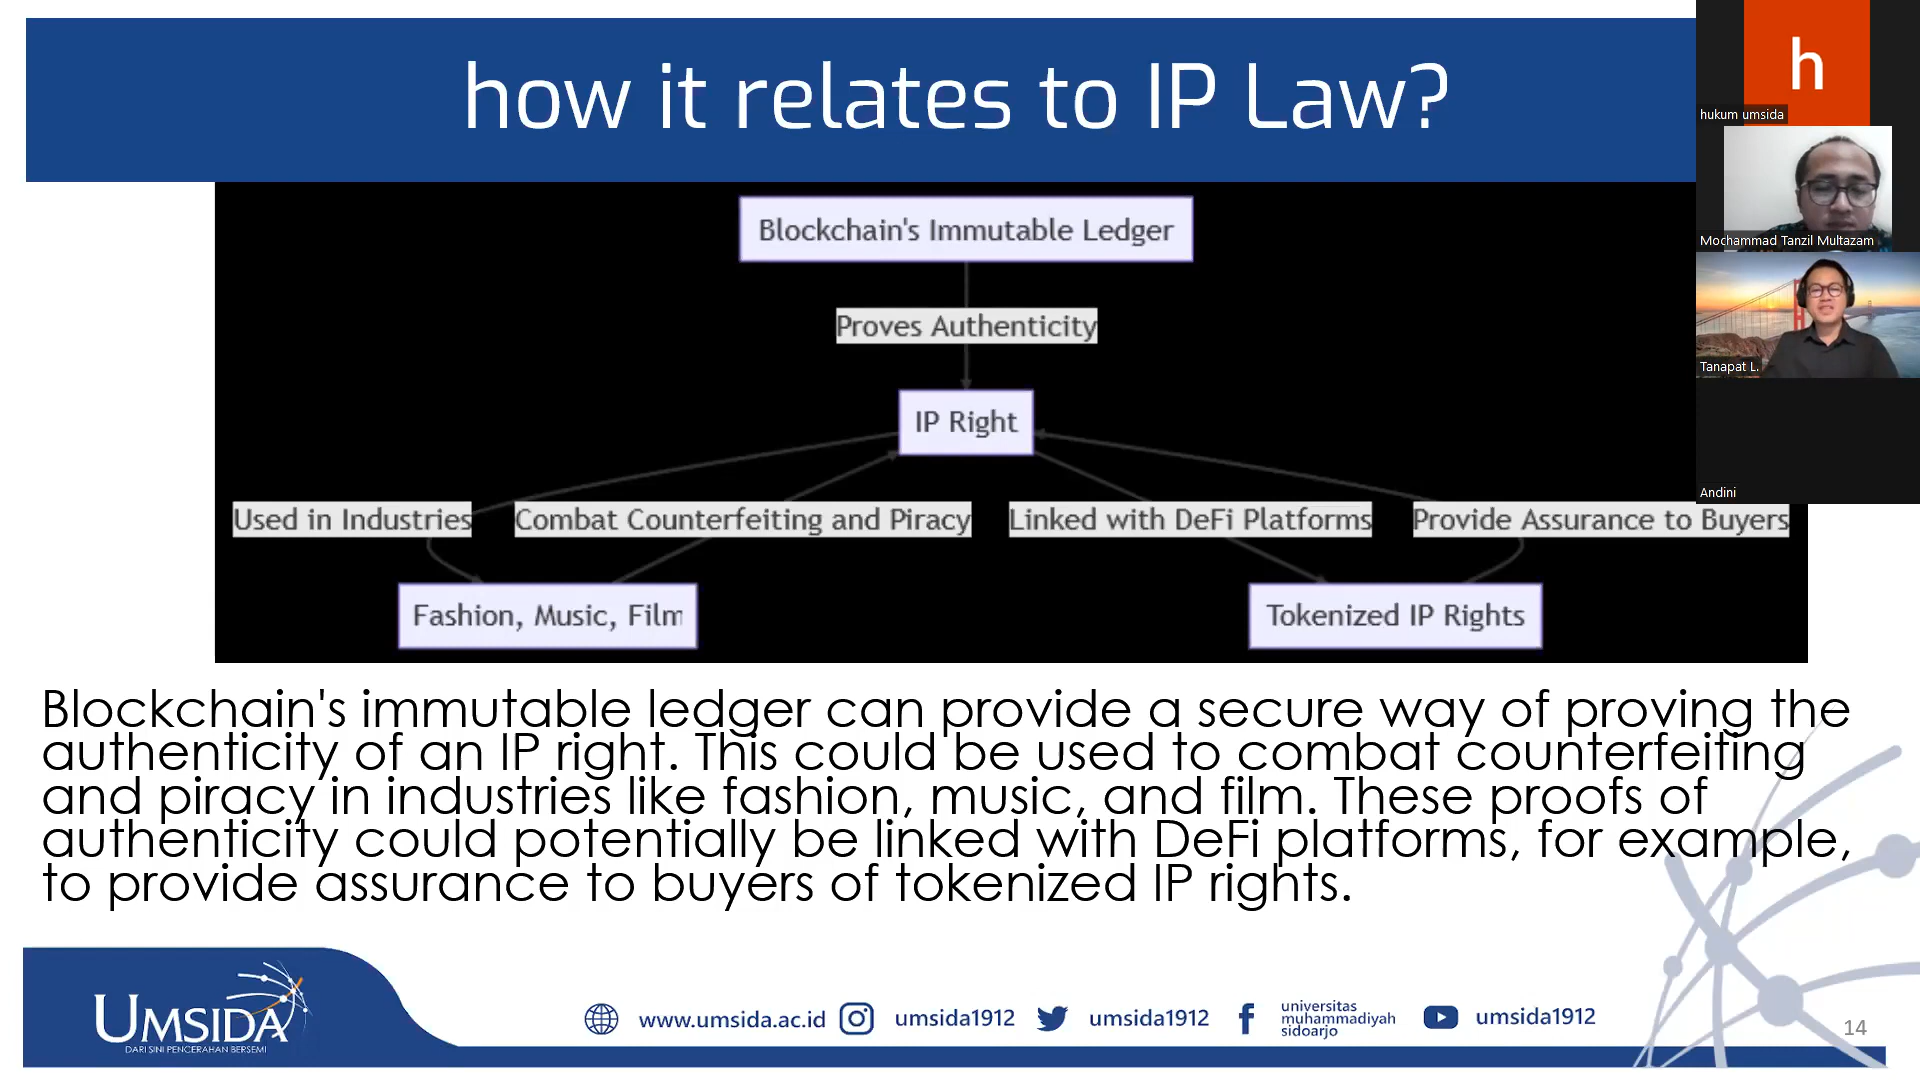 how it relates to IP Law?
h
hukum umsida
Mochammad Tanzil Multazam
Tanapat L.
Andini
Blockchain's Immutable Ledger
Proves Authenticity
IP Right
Used in Industries
Combat Counterfeiting and Piracy
Linked with DeFi Platforms
Provide Assurance to Buyers
Fashion, Music, Film
Tokenized IP Rights
Blockchain's immutable ledger can provide a secure way of proving the
authenticity of an IP right. This could be used to combat counterfeiting
and piracy in industries like fashion, music, and film. These proofs of
authenticity could potentially be linked with DeFi platforms, for example,
to provide assurance to buyers of tokenized IP rights.
UMSIDA
DARI SINI PENCERAHAN BERSEMI
www.umsida.ac.id
umsida1912
umsida1912
universitas
muhammadiyah
sidoarjo
umsida1912
14